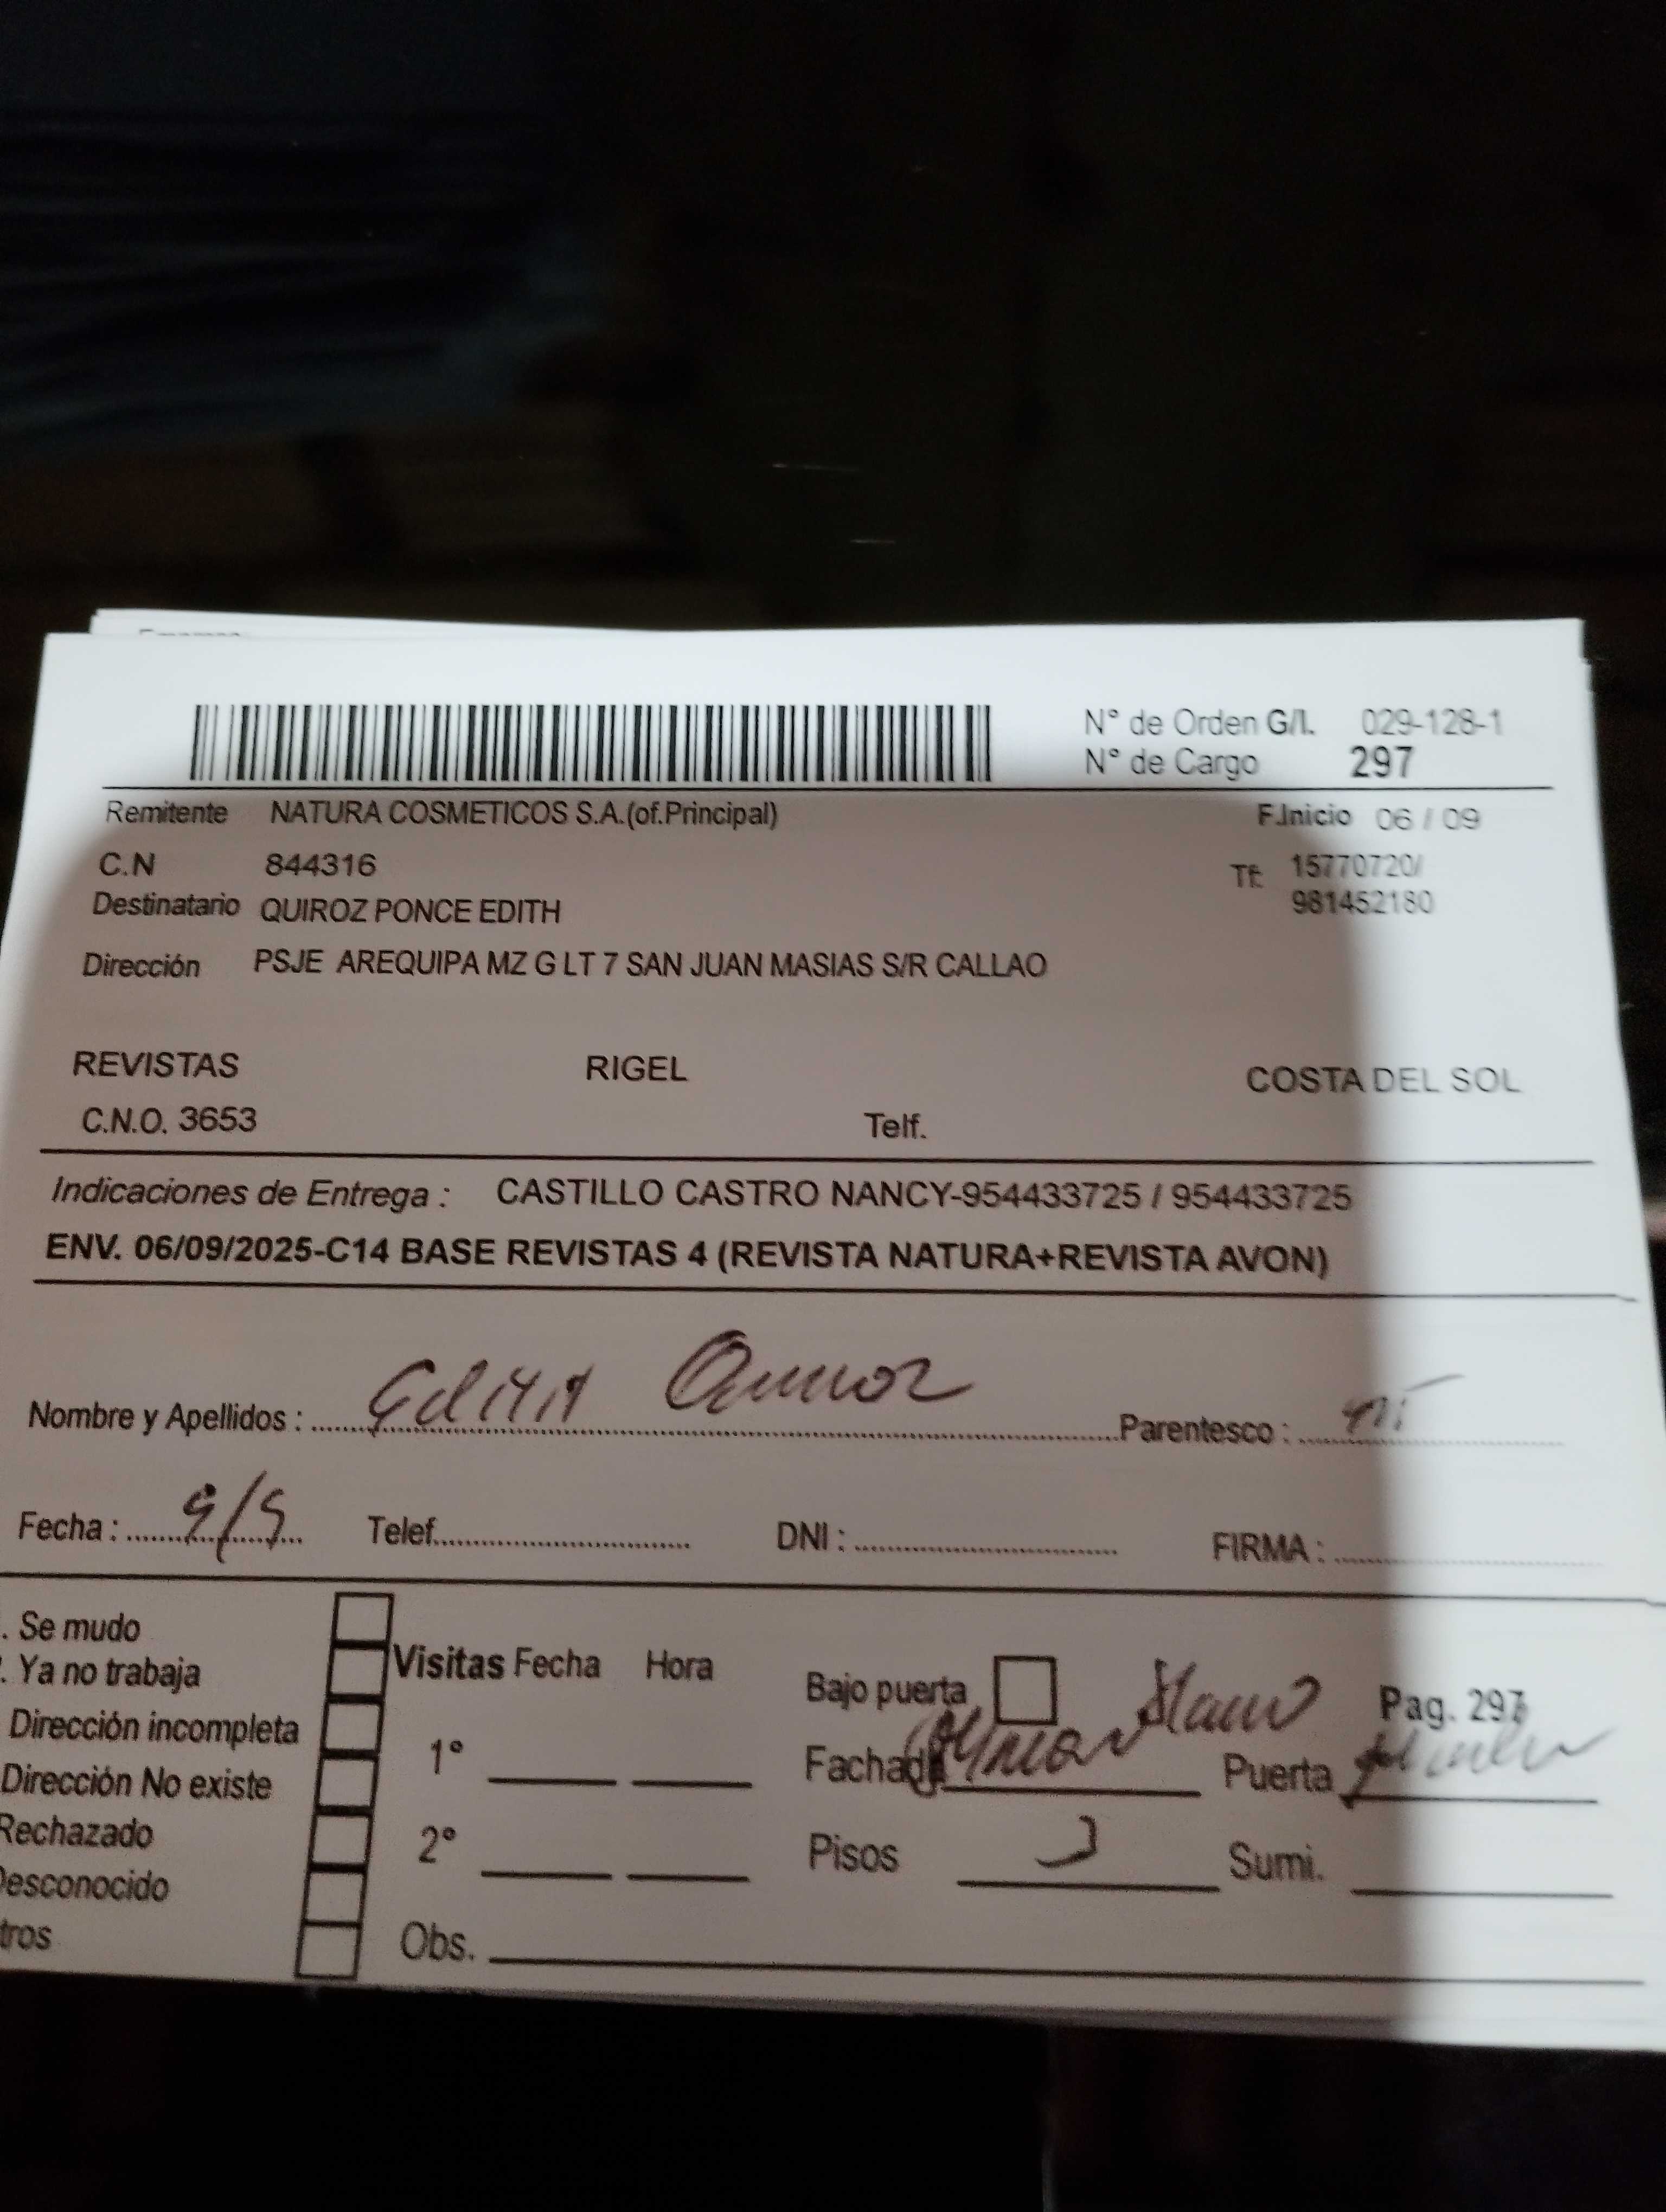 N° de Orden G/I. 029-128-1
N° de Cargo 297
Remitente NATURA COSMETICOS S.A.(of.Principal) F.Inicio 06 / 09
C.N 844316 Tf: 15770720/
Destinatario QUIROZ PONCE EDITH 981452180
Dirección PSJE AREQUIPA MZ G LT 7 SAN JUAN MASIAS S/R CALLAO
REVISTAS RIGEL COSTA DEL SOL
C.N.O. 3653 Telf.
Indicaciones de Entrega : CASTILLO CASTRO NANCY-954433725 / 954433725
ENV. 06/09/2025-C14 BASE REVISTAS 4 (REVISTA NATURA+REVISTA AVON)
Nombre y Apellidos : Edith Quiroz Parentesco :
Fecha : 9/9 Telef. DNI : FIRMA :
. Se mudo
. Ya no trabaja Visitas Fecha Hora Bajo puerta Pag. 297
Dirección incompleta 1° Fachada Puerta
Dirección No existe
Rechazado 2° Pisos Sumi.
Desconocido
tros Obs.